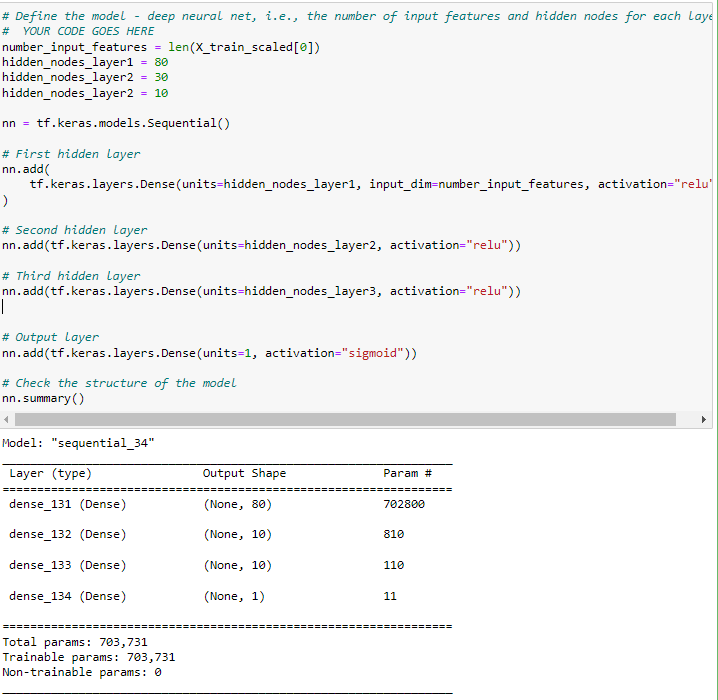 # Define the model - deep neural net, i.e., the number of input features and hidden nodes for each laye
#  YOUR CODE GOES HERE
number_input_features = len(X_train_scaled[0])
hidden_nodes_layer1 = 80
hidden_nodes_layer2 = 30
hidden_nodes_layer2 = 10
nn = tf.keras.models.Sequential()
# First hidden layer
nn.add(
    tf.keras.layers.Dense(units=hidden_nodes_layer1, input_dim=number_input_features, activation="relu"
)
# Second hidden layer
nn.add(tf.keras.layers.Dense(units=hidden_nodes_layer2, activation="relu"))
# Third hidden layer
nn.add(tf.keras.layers.Dense(units=hidden_nodes_layer3, activation="relu"))
# Output layer
nn.add(tf.keras.layers.Dense(units=1, activation="sigmoid"))
# Check the structure of the model
nn.summary()
Model: "sequential_34"
Layer (type) Output Shape Param #
dense_131 (Dense) (None, 80) 702800
dense_132 (Dense) (None, 10) 810
dense_133 (Dense) (None, 10) 110
dense_134 (Dense) (None, 1) 11
Total params: 703,731
Trainable params: 703,731
Non-trainable params: 0